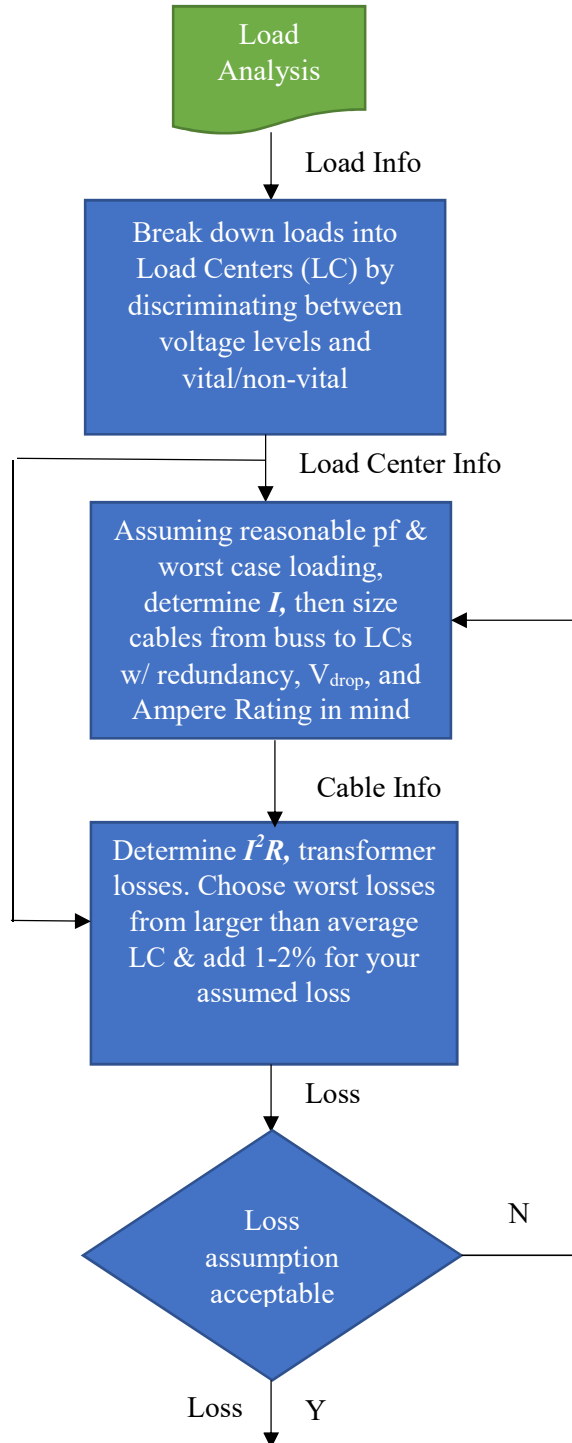 Load
Analysis
Load Info
Break down loads into
Load Centers (LC) by
discriminating between
voltage levels and
vital/non-vital
Load Center Info
Assuming reasonable pf &
worst case loading,
determine I, then size
cables from buss to LCs
w/ redundancy, Vdrop, and
Ampere Rating in mind
Cable Info
Determine I²R, transformer
losses. Choose worst losses
from larger than average
LC & add 1-2% for your
assumed loss
Loss
Loss
assumption
acceptable
N
Loss Y